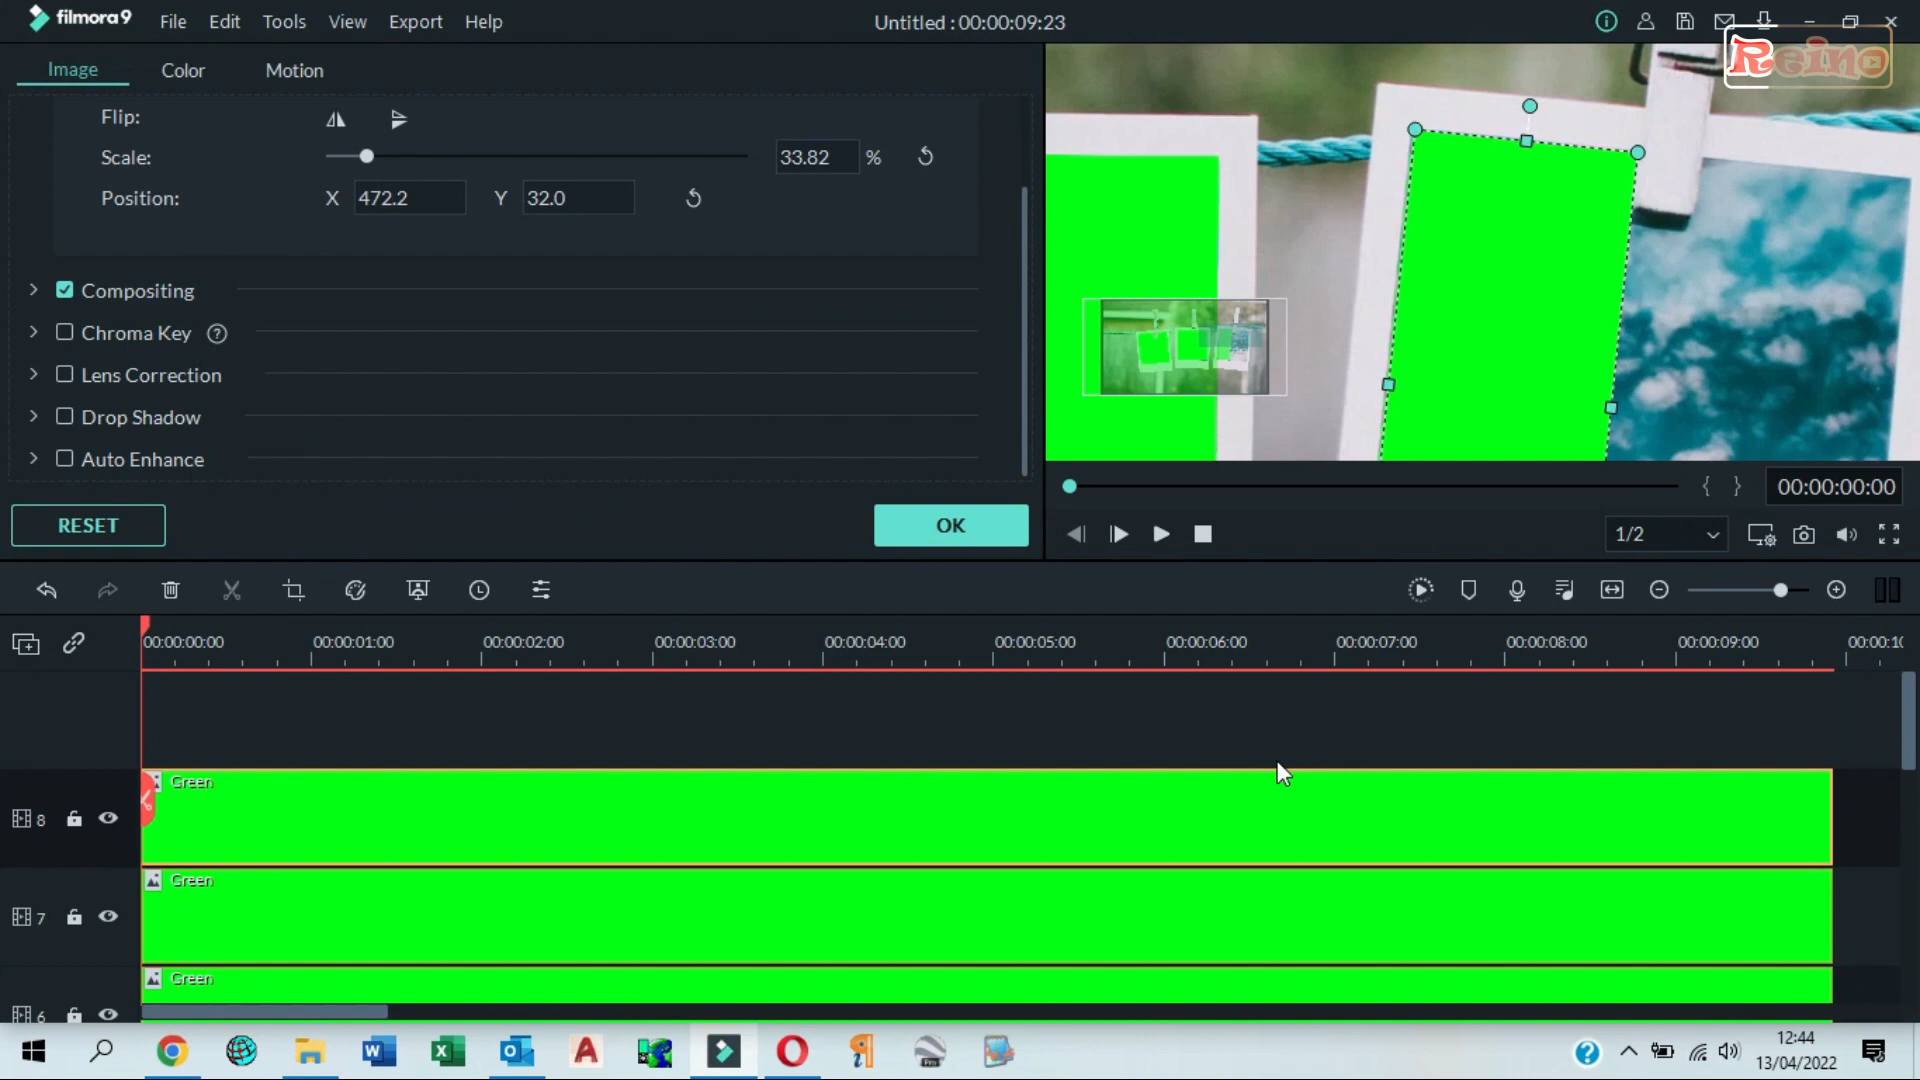 filmora9 File Edit Tools View Export Help Untitled : 00:00:09:23
Reino
Image Color Motion
Flip:
Scale: 33.82 %
Position: X 472.2 Y 32.0
Compositing
Chroma Key ?
Lens Correction
Drop Shadow
Auto Enhance
RESET OK
{ } 00:00:00:00
1/2
00:00:00:00 00:00:01:00 00:00:02:00 00:00:03:00 00:00:04:00 00:00:05:00 00:00:06:00 00:00:07:00 00:00:08:00 00:00:09:00 00:00:10
Green
8
Green
7
Green
6
12:44
13/04/2022